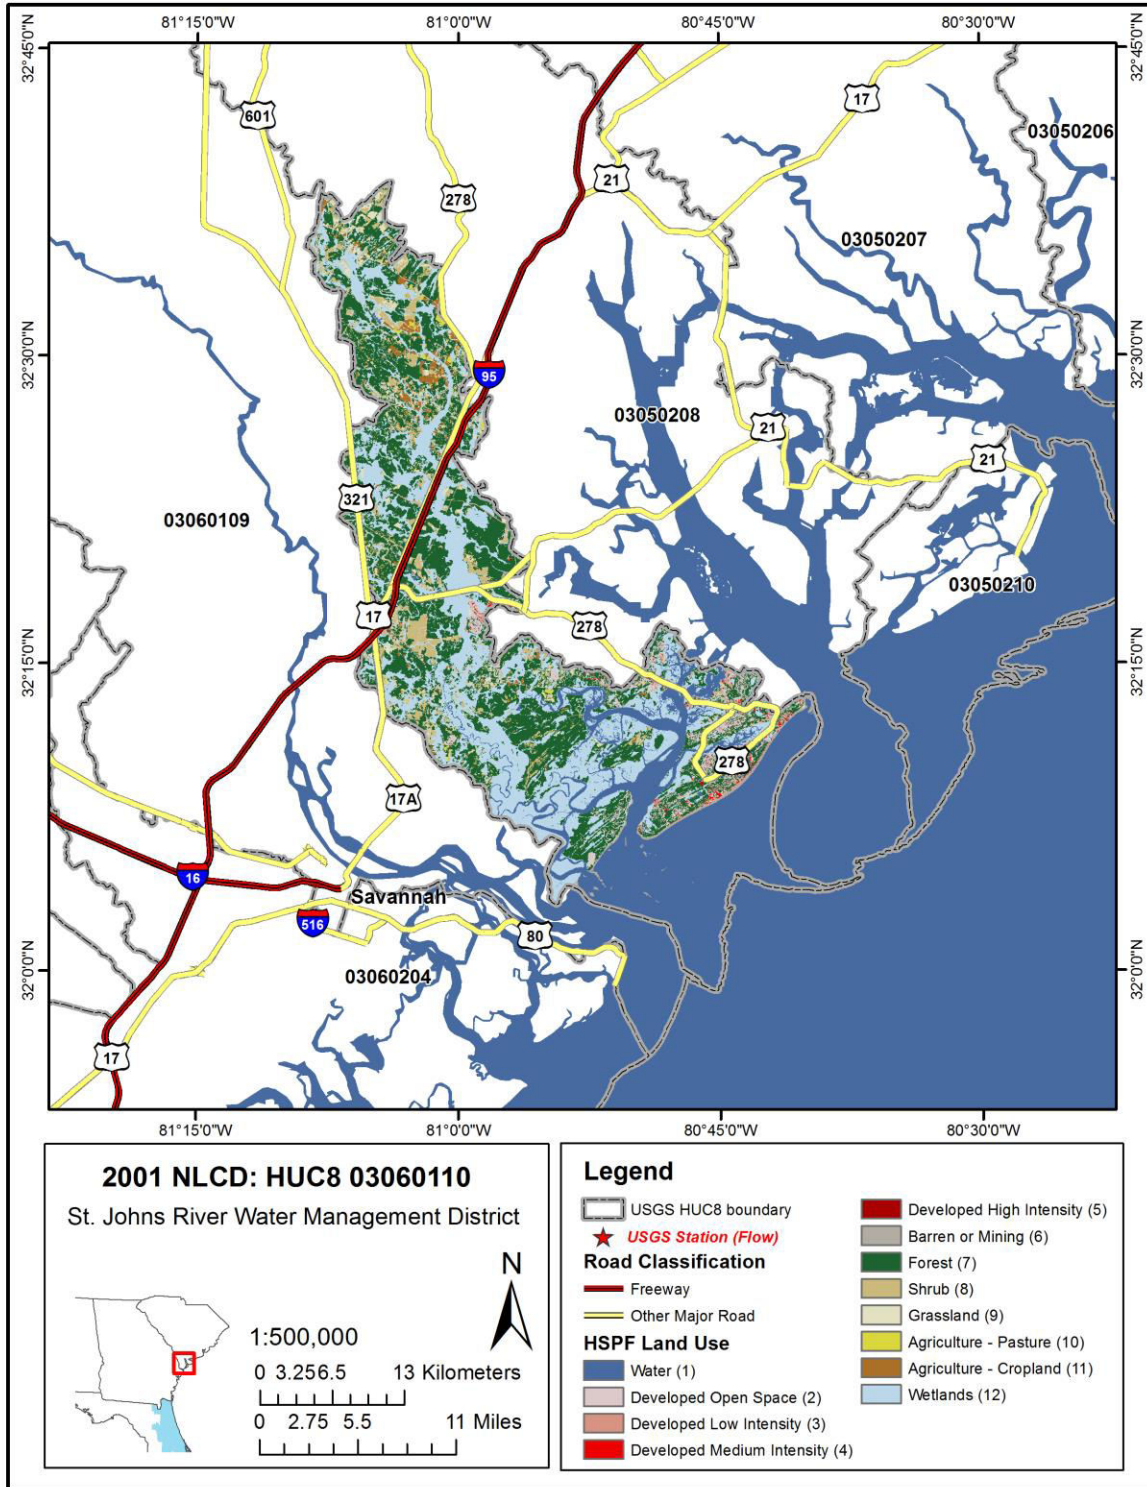 81°15'0"W 81°0'0"W 80°45'0"W 80°30'0"W
32°45'0"N 32°45'0"N
601
17
03050206
278
21
03050207
32°30'0"N 32°30'0"N
95
03050208
21
21
321
03060109
03050210
17
278
32°15'0"N 32°15'0"N
278
17A
16
Savannah
516
80
03060204
32°0'0"N 32°0'0"N
17
81°15'0"W 81°0'0"W 80°45'0"W 80°30'0"W
2001 NLCD: HUC8 03060110
St. Johns River Water Management District
N
1:500,000
0 3.25 6.5 13 Kilometers
0 2.75 5.5 11 Miles
Legend
USGS HUC8 boundary
USGS Station (Flow)
Road Classification
Freeway
Other Major Road
HSPF Land Use
Water (1)
Developed Open Space (2)
Developed Low Intensity (3)
Developed Medium Intensity (4)
Developed High Intensity (5)
Barren or Mining (6)
Forest (7)
Shrub (8)
Grassland (9)
Agriculture - Pasture (10)
Agriculture - Cropland (11)
Wetlands (12)